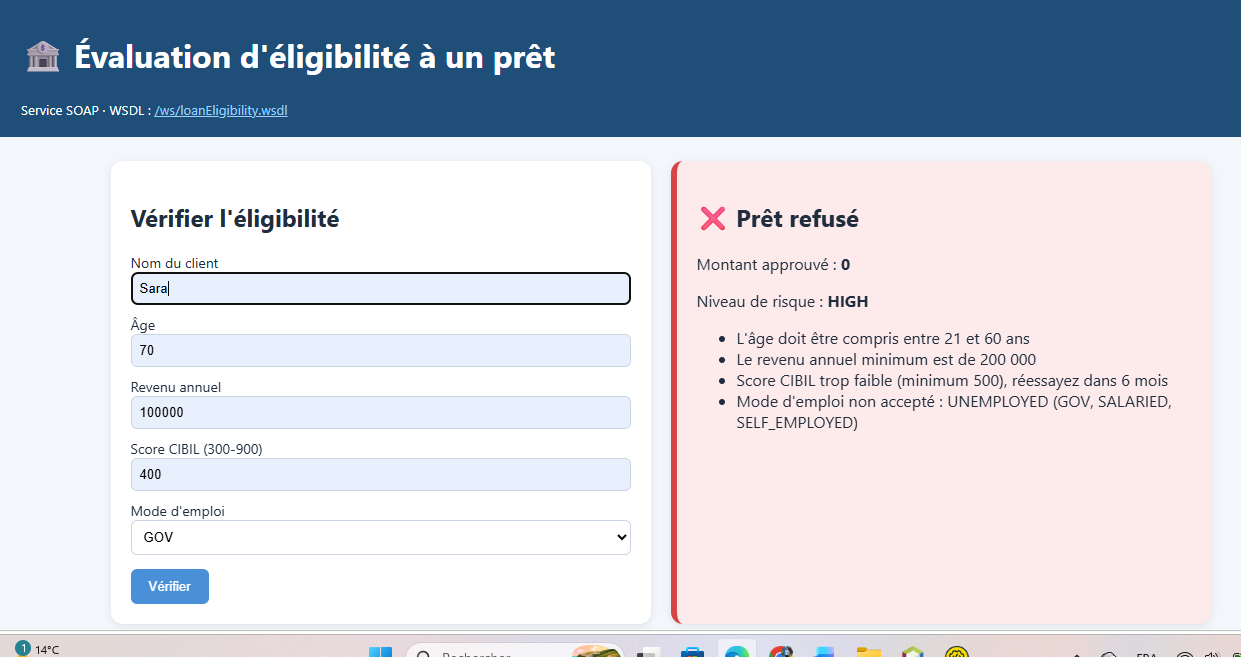 Évaluation d'éligibilité à un prêt
Service SOAP · WSDL : /ws/loanEligibility.wsdl
Vérifier l'éligibilité
Nom du client
Sara
Âge
70
Revenu annuel
100000
Score CIBIL (300-900)
400
Mode d'emploi
GOV
Vérifier
Prêt refusé
Montant approuvé : 0
Niveau de risque : HIGH
L'âge doit être compris entre 21 et 60 ans
Le revenu annuel minimum est de 200 000
Score CIBIL trop faible (minimum 500), réessayez dans 6 mois
Mode d'emploi non accepté : UNEMPLOYED (GOV, SALARIED,
SELF_EMPLOYED)
1
14°C
Rechercher
FRA